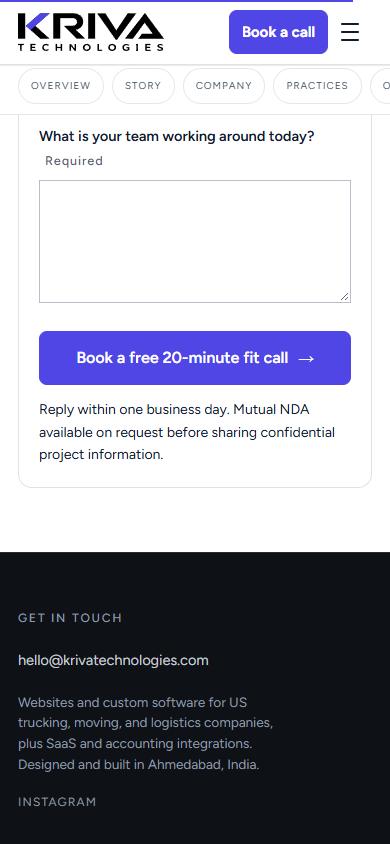 KRIVA
TECHNOLOGIES
Book a call
OVERVIEW
STORY
COMPANY
PRACTICES
What is your team working around today?
Required
Book a free 20-minute fit call →
Reply within one business day. Mutual NDA
available on request before sharing confidential
project information.
GET IN TOUCH
hello@krivatechnologies.com
Websites and custom software for US
trucking, moving, and logistics companies,
plus SaaS and accounting integrations.
Designed and built in Ahmedabad, India.
INSTAGRAM